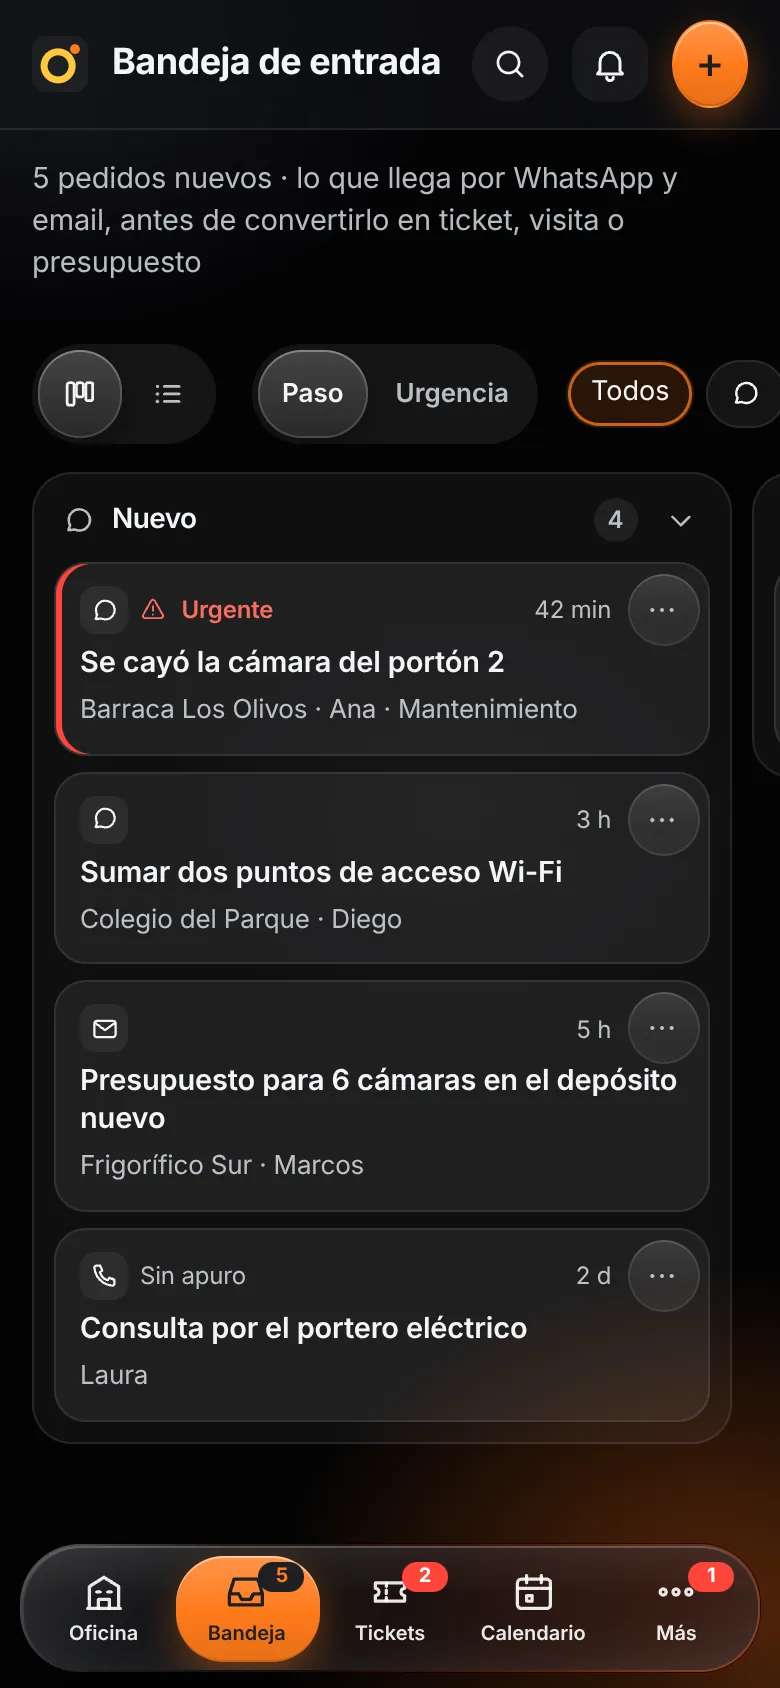 Bandeja de entrada
5 pedidos nuevos · lo que llega por WhatsApp y
email, antes de convertirlo en ticket, visita o
presupuesto
Paso
Urgencia
Todos
Nuevo
4
Urgente
42 min
Se cayó la cámara del portón 2
Barraca Los Olivos · Ana · Mantenimiento
3 h
Sumar dos puntos de acceso Wi-Fi
Colegio del Parque · Diego
5 h
Presupuesto para 6 cámaras en el depósito
nuevo
Frigorífico Sur · Marcos
Sin apuro
2 d
Consulta por el portero eléctrico
Laura
5
2
1
Oficina
Bandeja
Tickets
Calendario
Más